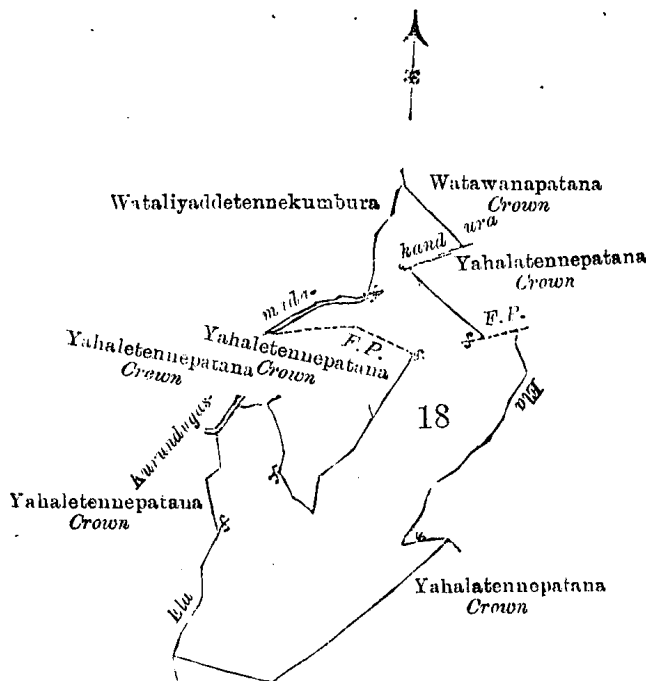 Wataliyaddetennekumbura
Watawanapatana
Crown
kand ura
Yahalatennepatana
Crown
F.P.
mada-
F.P.
Yahaletennepatana
Crown
Yahaletennepatana
Crown
Ela
18
Kurundugas-
Yahaletennepatana
Crown
Ela
Yahalatennepatana
Crown